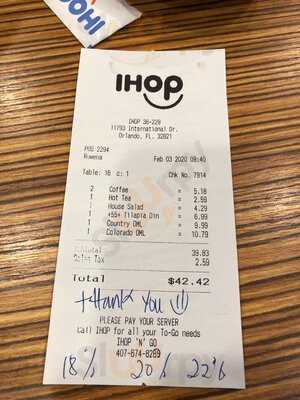 IHOP
IHOP
IHOP 36-229
11793 International Dr.
Orlando, FL. 32821
POS 2294
Rowena
Feb 03 2020 09:40
Table: 16 c: 1
Chk No. 7914
2 Coffee = 5.18
1 Hot Tea = 2.59
1 House Salad = 4.29
1 +55+ Tilapia Din = 6.99
1 Country OML = 9.99
1 Colorado OML = 10.79
Subtotal 39.83
Sales Tax 2.59
Total $42.42
thank you
PLEASE PAY YOUR SERVER
Call IHOP for all your To-Go needs
IHOP 'N' GO
407-674-8269
18% 20% 22%